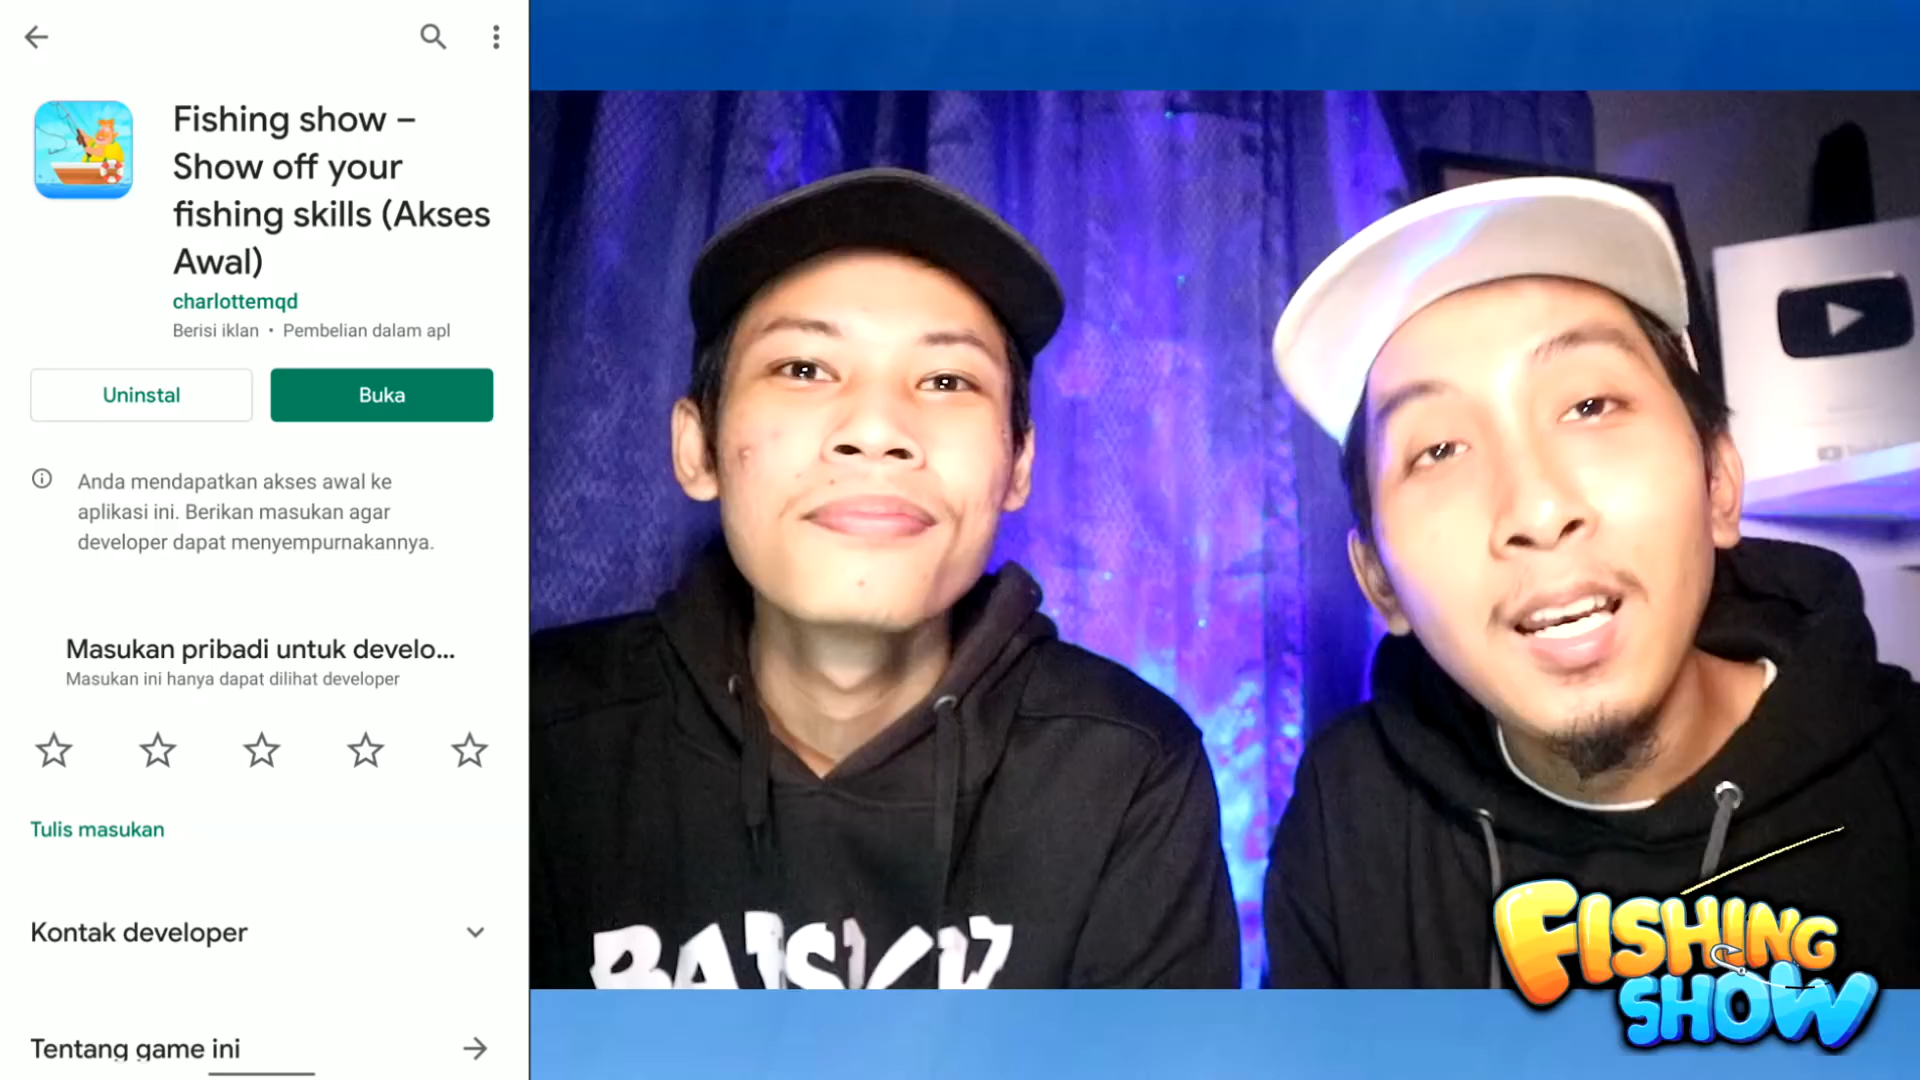 Fishing show –
Show off your
fishing skills (Akses
Awal)
charlottemqd
Berisi iklan • Pembelian dalam apl
Uninstal
Buka
Anda mendapatkan akses awal ke
aplikasi ini. Berikan masukan agar
developer dapat menyempurnakannya.
Masukan pribadi untuk develo...
Masukan ini hanya dapat dilihat developer
Tulis masukan
Kontak developer
Tentang game ini
FISHING
SHOW